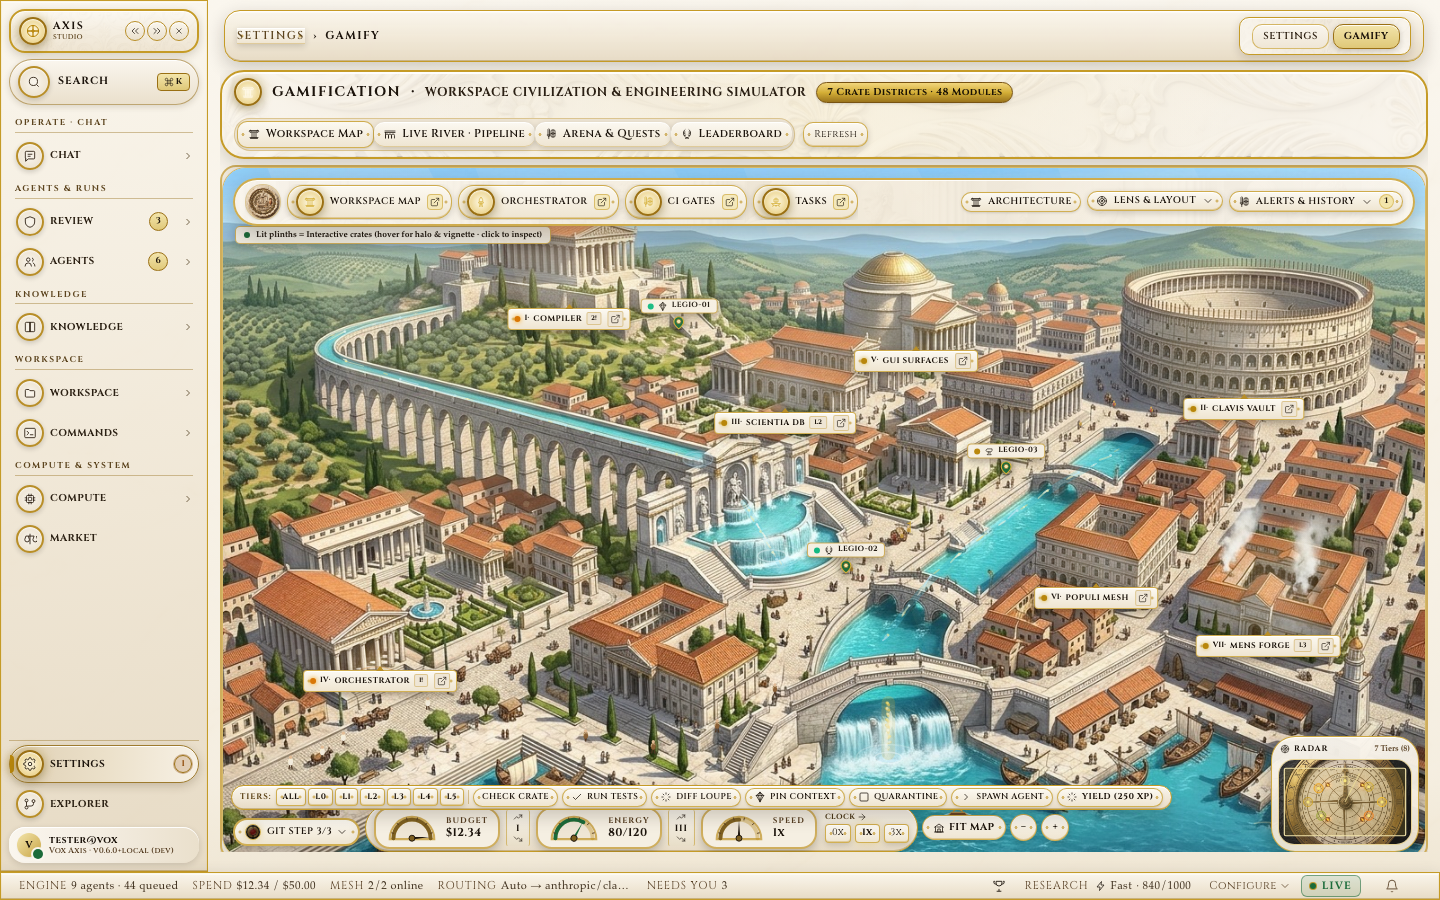 AXIS
STUDIO
SEARCH
⌘K
OPERATE · CHAT
CHAT
AGENTS & RUNS
REVIEW 3
AGENTS 6
KNOWLEDGE
KNOWLEDGE
WORKSPACE
WORKSPACE
COMMANDS
COMPUTE & SYSTEM
COMPUTE
MARKET
SETTINGS 1
EXPLORER
V
TESTER@VOX
VOX AXIS · V0.6.0+LOCAL (DEV)
SETTINGS › GAMIFY
SETTINGS GAMIFY
GAMIFICATION · WORKSPACE CIVILIZATION & ENGINEERING SIMULATOR 7 CRATE DISTRICTS · 48 MODULES
WORKSPACE MAP LIVE RIVER · PIPELINE ARENA & QUESTS LEADERBOARD REFRESH
WORKSPACE MAP ORCHESTRATOR CI GATES TASKS ARCHITECTURE LENS & LAYOUT ALERTS & HISTORY 1
Lit plinths = Interactive crates (hover for halo & vignette · click to inspect)
LEGIO-01
I· COMPILER 2!
V· GUI SURFACES
II· CLAVIS VAULT
III· SCIENTIA DB L2
LEGIO-03
LEGIO-02
VI· POPULI MESH
VII· MENS FORGE L3
IV· ORCHESTRATOR 1!
RADAR 7 Tiers (8)
TIERS: ALL L0 L1 L2 L3 L4 L5 CHECK CRATE RUN TESTS DIFF LOUPE PIN CONTEXT QUARANTINE SPAWN AGENT YIELD (250 XP)
GIT STEP 3/3
BUDGET
$12.34
I
ENERGY
80/120
III
SPEED
1X
CLOCK →
0X 1X 3X
FIT MAP − +
ENGINE 9 agents · 44 queued SPEND $12.34 / $50.00 MESH 2/2 online ROUTING Auto → anthropic/cla… NEEDS YOU 3 RESEARCH Fast · 840/1000 CONFIGURE LIVE